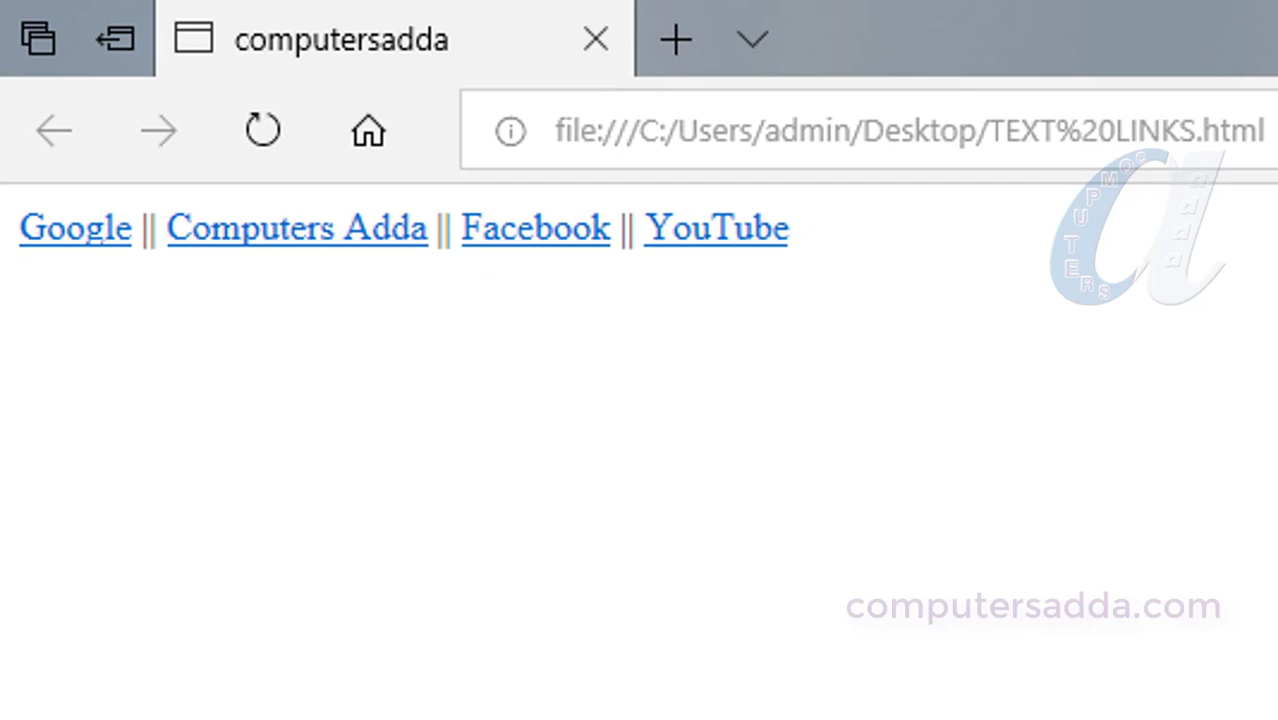 computersadda
file:///C:/Users/admin/Desktop/TEXT%20LINKS.html
COMPUTERS
adda
Google || Computers Adda || Facebook || YouTube
computersadda.com